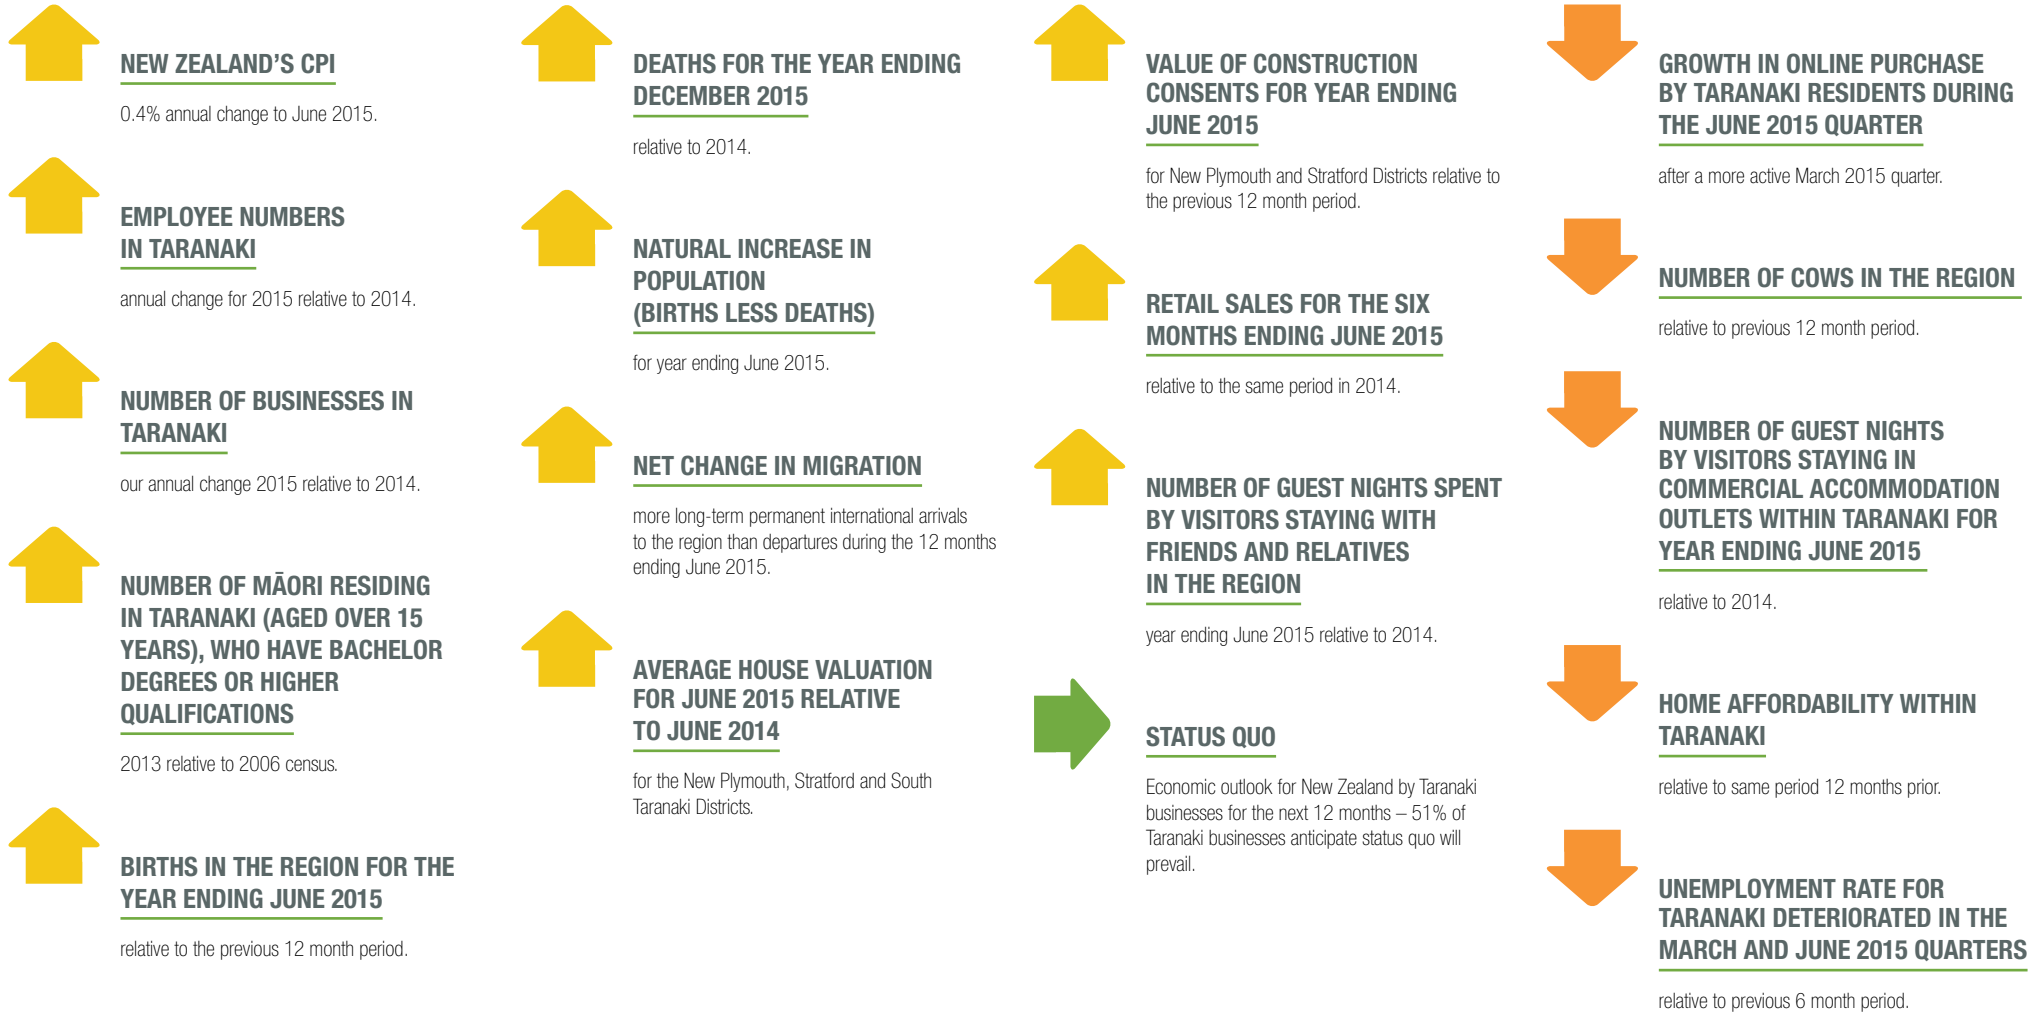 NEW ZEALAND'S CPI
0.4% annual change to June 2015.
EMPLOYEE NUMBERS
IN TARANAKI
annual change for 2015 relative to 2014.
NUMBER OF BUSINESSES IN
TARANAKI
our annual change 2015 relative to 2014.
NUMBER OF MĀORI RESIDING
IN TARANAKI (AGED OVER 15
YEARS), WHO HAVE BACHELOR
DEGREES OR HIGHER
QUALIFICATIONS
2013 relative to 2006 census.
BIRTHS IN THE REGION FOR THE
YEAR ENDING JUNE 2015
relative to the previous 12 month period.
DEATHS FOR THE YEAR ENDING
DECEMBER 2015
relative to 2014.
NATURAL INCREASE IN
POPULATION
(BIRTHS LESS DEATHS)
for year ending June 2015.
NET CHANGE IN MIGRATION
more long-term permanent international arrivals
to the region than departures during the 12 months
ending June 2015.
AVERAGE HOUSE VALUATION
FOR JUNE 2015 RELATIVE
TO JUNE 2014
for the New Plymouth, Stratford and South
Taranaki Districts.
VALUE OF CONSTRUCTION
CONSENTS FOR YEAR ENDING
JUNE 2015
for New Plymouth and Stratford Districts relative to
the previous 12 month period.
RETAIL SALES FOR THE SIX
MONTHS ENDING JUNE 2015
relative to the same period in 2014.
NUMBER OF GUEST NIGHTS SPENT
BY VISITORS STAYING WITH
FRIENDS AND RELATIVES
IN THE REGION
year ending June 2015 relative to 2014.
STATUS QUO
Economic outlook for New Zealand by Taranaki
businesses for the next 12 months – 51% of
Taranaki businesses anticipate status quo will
prevail.
GROWTH IN ONLINE PURCHASE
BY TARANAKI RESIDENTS DURING
THE JUNE 2015 QUARTER
after a more active March 2015 quarter.
NUMBER OF COWS IN THE REGION
relative to previous 12 month period.
NUMBER OF GUEST NIGHTS
BY VISITORS STAYING IN
COMMERCIAL ACCOMMODATION
OUTLETS WITHIN TARANAKI FOR
YEAR ENDING JUNE 2015
relative to 2014.
HOME AFFORDABILITY WITHIN
TARANAKI
relative to same period 12 months prior.
UNEMPLOYMENT RATE FOR
TARANAKI DETERIORATED IN THE
MARCH AND JUNE 2015 QUARTERS
relative to previous 6 month period.